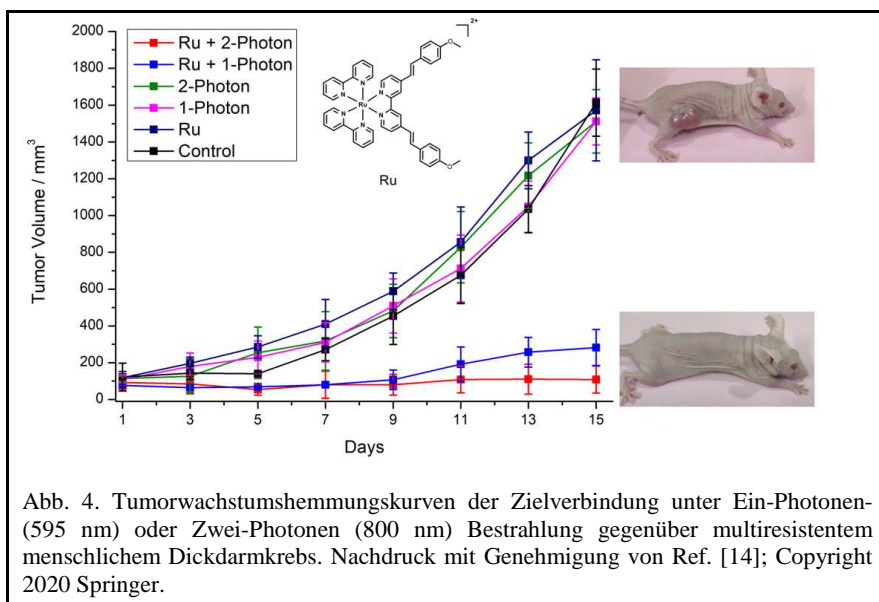 2000
1800
1600
1400
1200
1000
800
600
400
200
0
Tumor Volume / mm³
Ru + 2-Photon
Ru + 1-Photon
2-Photon
1-Photon
Ru
Control
2+
O
N
N
N
Ru
N
N
N
O
Ru
1 3 5 7 9 11 13 15
Days
Abb. 4. Tumorwachstumshemmungskurven der Zielverbindung unter Ein-Photonen-
(595 nm) oder Zwei-Photonen (800 nm) Bestrahlung gegenüber multiresistentem
menschlichem Dickdarmkrebs. Nachdruck mit Genehmigung von Ref. [14]; Copyright
2020 Springer.